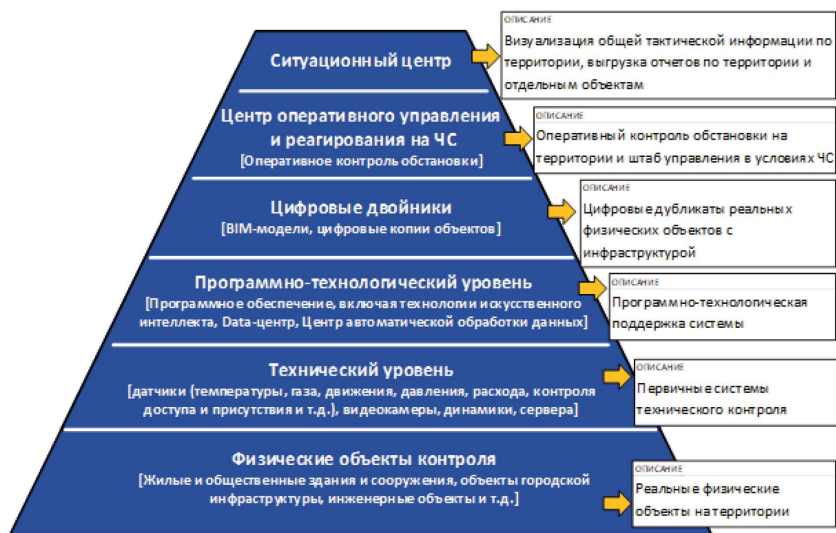 Ситуационный центр
ОПИСАНИЕ
Визуализация общей тактической информации по
территории, выгрузка отчетов по территории и
отдельным объектам
Центр оперативного управления
и реагирования на ЧС
[Оперативное контроль обстановки]
ОПИСАНИЕ
Оперативный контроль обстановки на
территории и штаб управления в условиях ЧС
Цифровые двойники
[BIM-модели, цифровые копии объектов]
ОПИСАНИЕ
Цифровые дубликаты реальных
физических объектов с
инфраструктурой
Программно-технологический уровень
[Программное обеспечение, включая технологии искусственного
интеллекта, Data-центр, Центр автоматической обработки данных]
ОПИСАНИЕ
Программно-технологическая
поддержка системы
Технический уровень
[датчики (температуры, газа, движения, давления, расхода, контроля
доступа и присутствия и т.д.), видеокамеры, динамики, сервера]
ОПИСАНИЕ
Первичные системы
технического контроля
Физические объекты контроля
[Жилые и общественные здания и сооружения, объекты городской
инфраструктуры, инженерные объекты и т.д.]
ОПИСАНИЕ
Реальные физические
объекты на территории